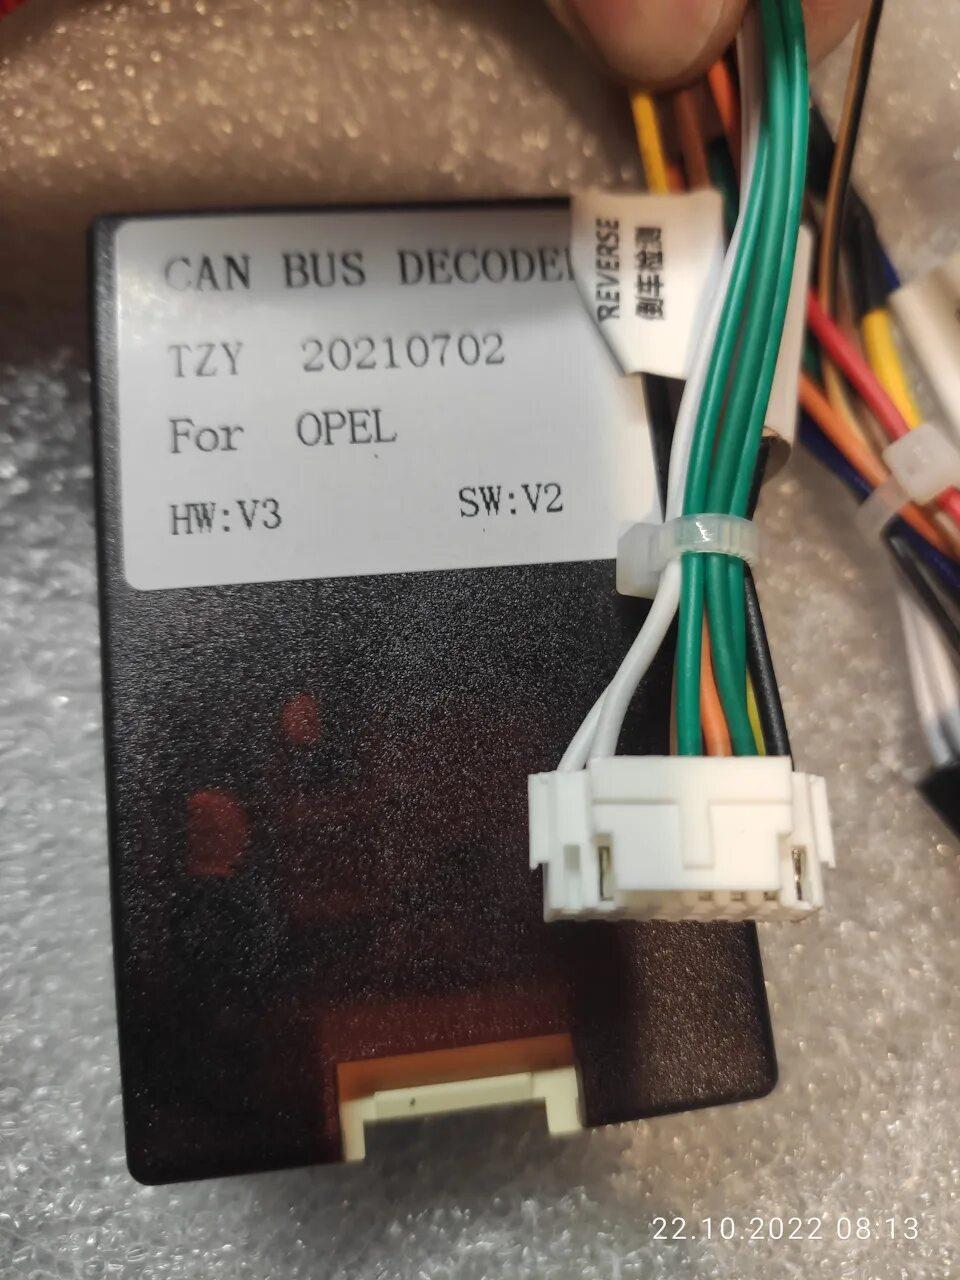 CAN BUS DECODE
TZY 20210702
For OPEL
HW:V3 SW:V2
REVERSE
倒车检测
22.10.2022 08:13